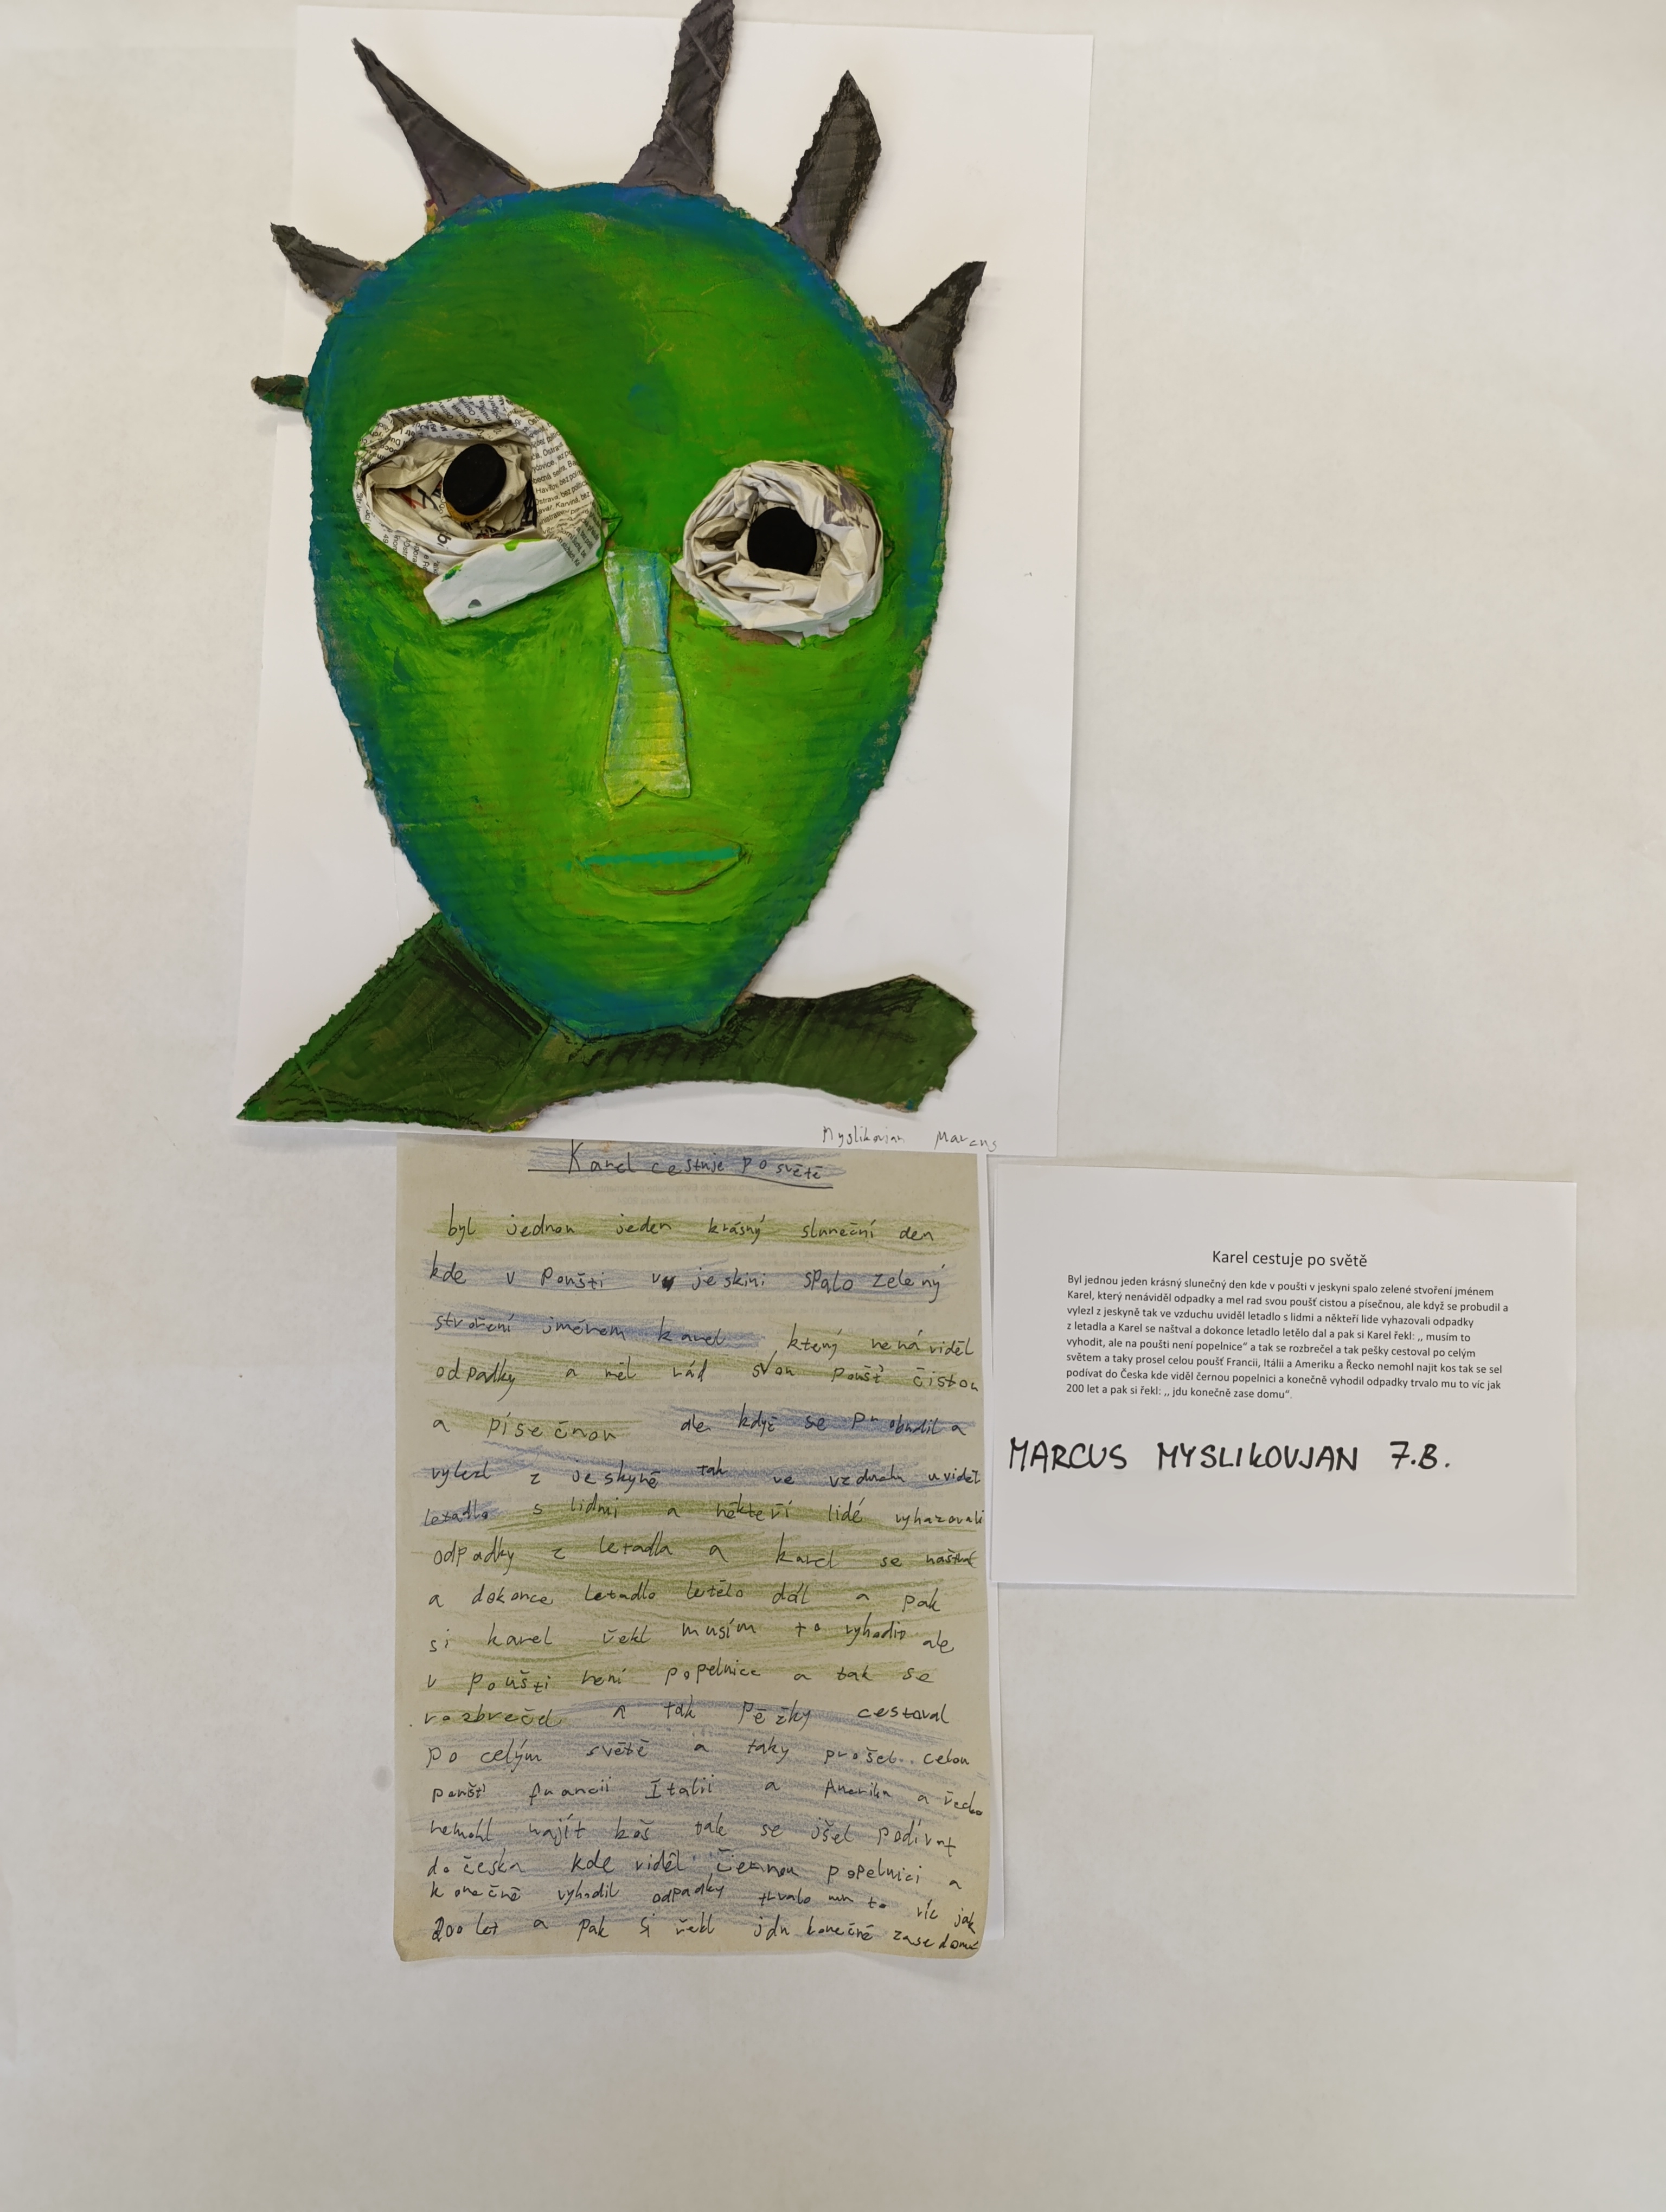 Myslikovjan Marcus
Karel cestuje po světě
byl jednou jeden krásný sluneční den
kde v poušti v jeskini spalo zelený
stvoření jménem karel který nenáviděl
odpadky a měl rád svou poušť čistou
a písečnou ale když se probudil a
vylezl z jeskyně tak ve vzduchu uviděl
letadlo s lidmi a někteří lidé vyhazovali
odpadky z letadla a karel se naštval
a dokonce letadlo letělo dál a pak
si karel řekl musím to vyhodit ale
v poušti není popelnice a tak se
rozbrečel a tak pěžky cestoval
po celým světě a taky prošel celou
poušť francii Itálii a Amerika a řecko
nemohl najít koš tak se išel podívat
do česka kde viděl černou popelnici a
konečně vyhodil odpadky trvalo mu to víc jak
200 let a pak si řekl jdu konečně zase domů
Karel cestuje po světě
Byl jednou jeden krásný slunečný den kde v poušti v jeskyni spalo zelené stvoření jménem
Karel, který nenáviděl odpadky a mel rad svou poušť cistou a písečnou, ale když se probudil a
vylezl z jeskyně tak ve vzduchu uviděl letadlo s lidmi a někteří lide vyhazovali odpadky
z letadla a Karel se naštval a dokonce letadlo letělo dal a pak si Karel řekl: ,, musím to
vyhodit, ale na poušti není popelnice“ a tak se rozbrečel a tak pešky cestoval po celým
světem a taky prosel celou poušť Francii, Itálii a Ameriku a Řecko nemohl najit kos tak se sel
podívat do Česka kde viděl černou popelnici a konečně vyhodil odpadky trvalo mu to víc jak
200 let a pak si řekl: ,, jdu konečně zase domu“.
MARCUS MYSLIKOVJAN 7.B.